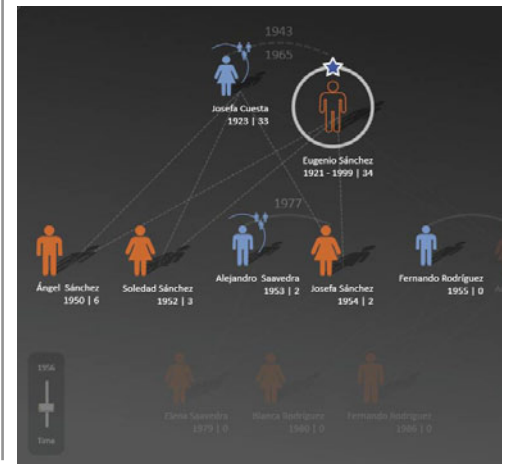 1943
1965
Josefa Cuesta
1923 | 33
Eugenio Sánchez
1921 - 1999 | 34
1977
Ángel Sánchez
1950 | 6
Soledad Sánchez
1952 | 3
Alejandro Saavedra
1953 | 2
Josefa Sánchez
1954 | 2
Fernando Rodríguez
1955 | 0
1956
Time
Elena Saavedra
1979 | 0
Blanca Rodríguez
1980 | 0
Fernando Rodríguez
1986 | 0